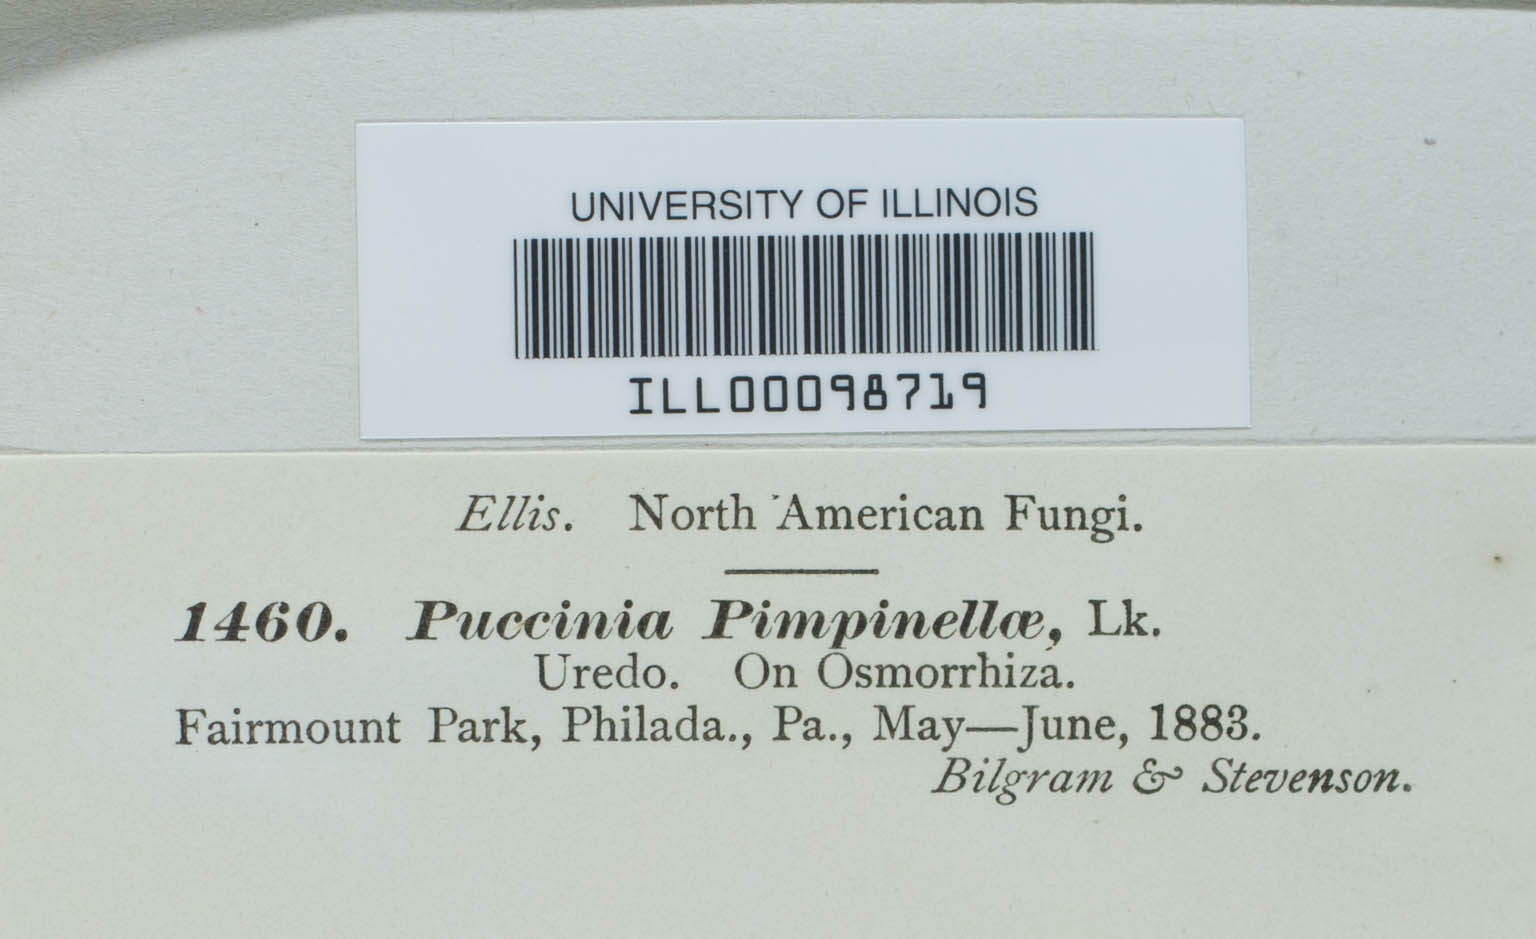 UNIVERSITY OF ILLINOIS
ILL00098719
Ellis. North American Fungi.
1460. Puccinia Pimpinellæ, Lk.
Uredo. On Osmorrhiza.
Fairmount Park, Philada., Pa., May—June, 1883.
Bilgram & Stevenson.